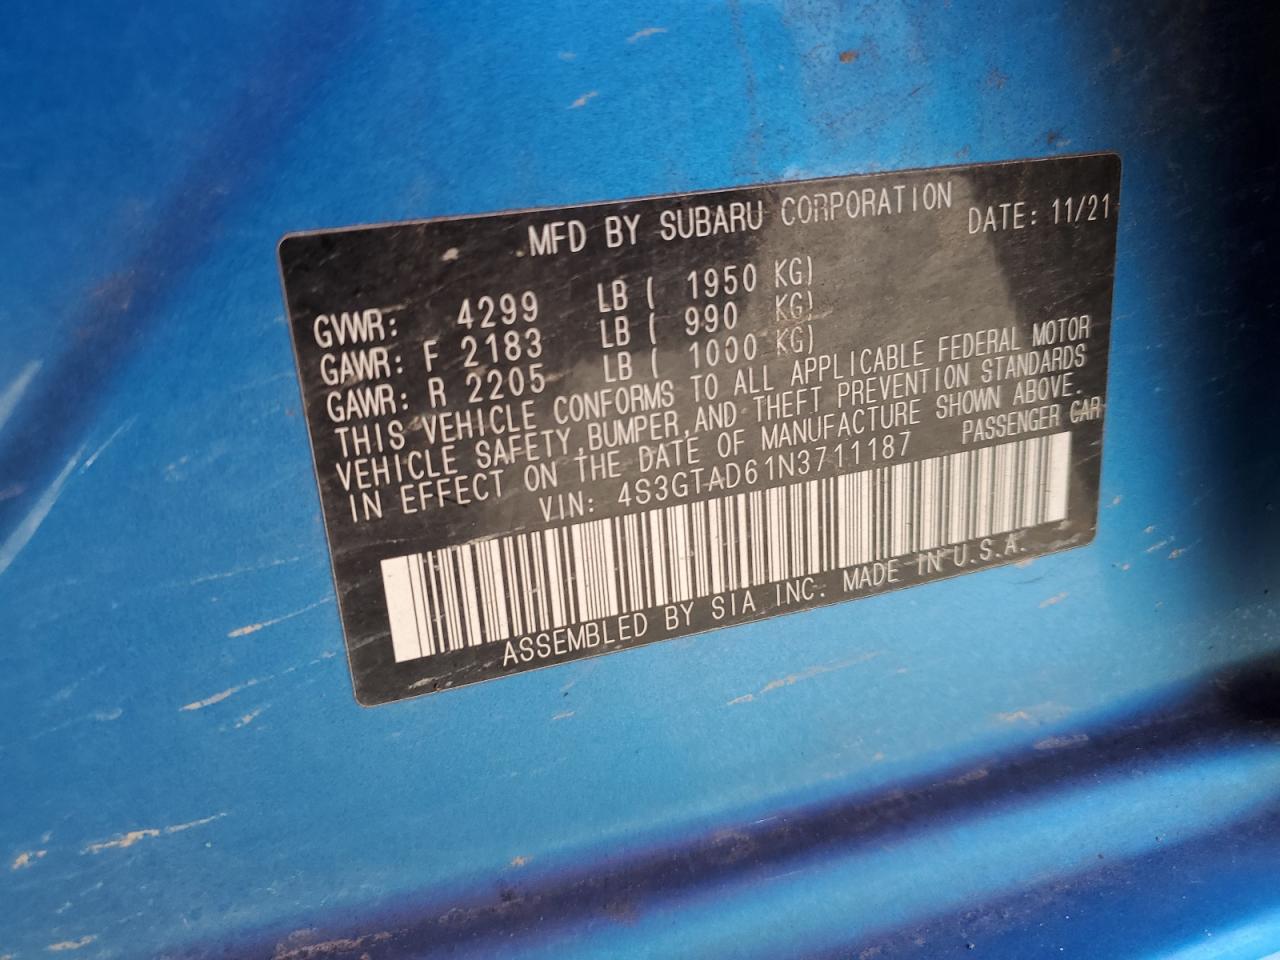 MFD BY SUBARU CORPORATION DATE: 11/21
GVWR: 4299 LB ( 1950 KG)
GAWR: F 2183 LB ( 990 KG)
GAWR: R 2205 LB ( 1000 KG)
THIS VEHICLE CONFORMS TO ALL APPLICABLE FEDERAL MOTOR
VEHICLE SAFETY, BUMPER, AND THEFT PREVENTION STANDARDS
IN EFFECT ON THE DATE OF MANUFACTURE SHOWN ABOVE.
VIN: 4S3GTAD61N3711187 PASSENGER CAR
ASSEMBLED BY SIA INC. MADE IN U.S.A.